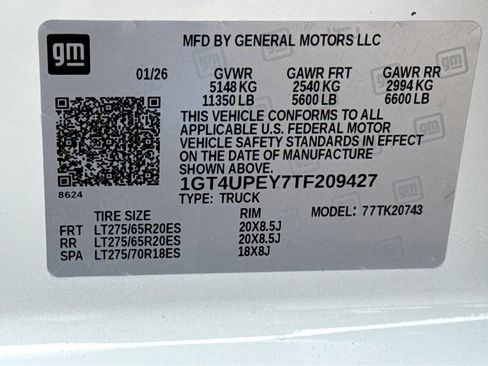 gm
MFD BY GENERAL MOTORS LLC
01/26 GVWR GAWR FRT GAWR RR
5148 KG 2540 KG 2994 KG
11350 LB 5600 LB 6600 LB
THIS VEHICLE CONFORMS TO ALL
APPLICABLE U.S. FEDERAL MOTOR
VEHICLE SAFETY STANDARDS IN EFFECT
ON THE DATE OF MANUFACTURE
SHOWN ABOVE.
8624
1GT4UPEY7TF209427
TYPE: TRUCK
TIRE SIZE RIM MODEL: 77TK20743
FRT LT275/65R20ES 20X8.5J
RR LT275/65R20ES 20X8.5J
SPA LT275/70R18ES 18X8J